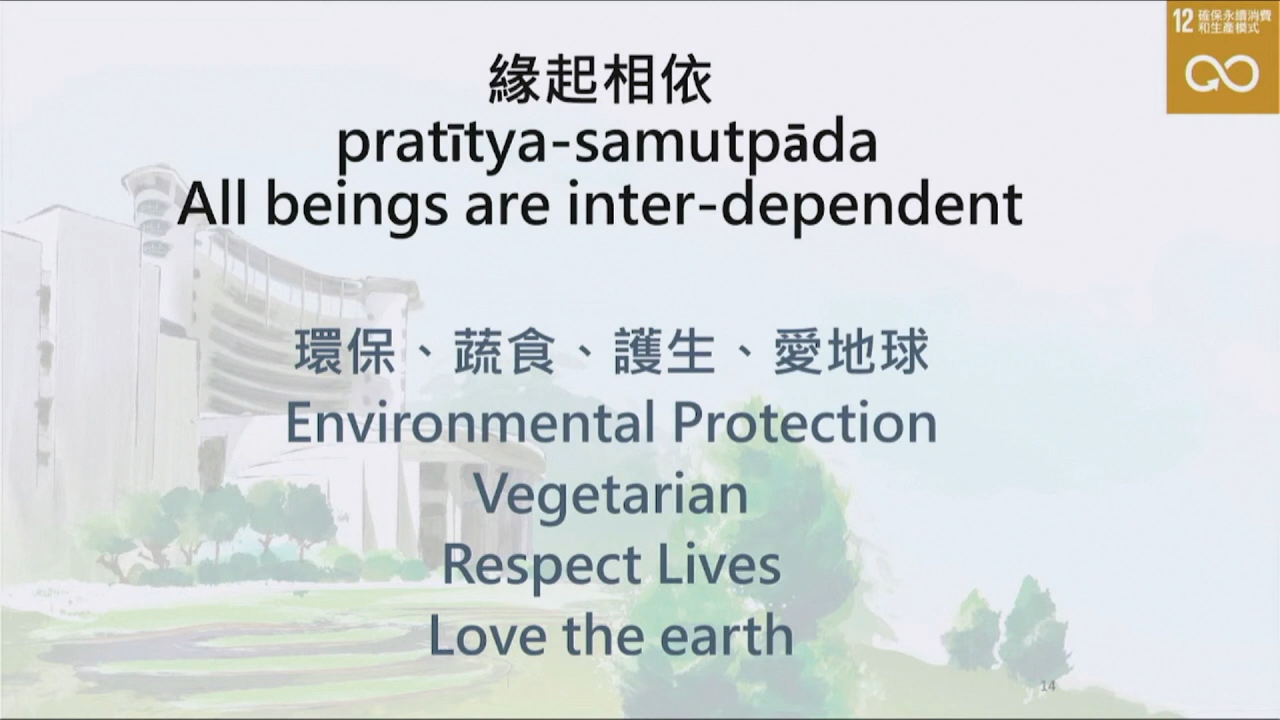 12 確保永續消費
和生產模式
緣起相依
pratītya-samutpāda
All beings are inter-dependent
環保、蔬食、護生、愛地球
Environmental Protection
Vegetarian
Respect Lives
Love the earth
14